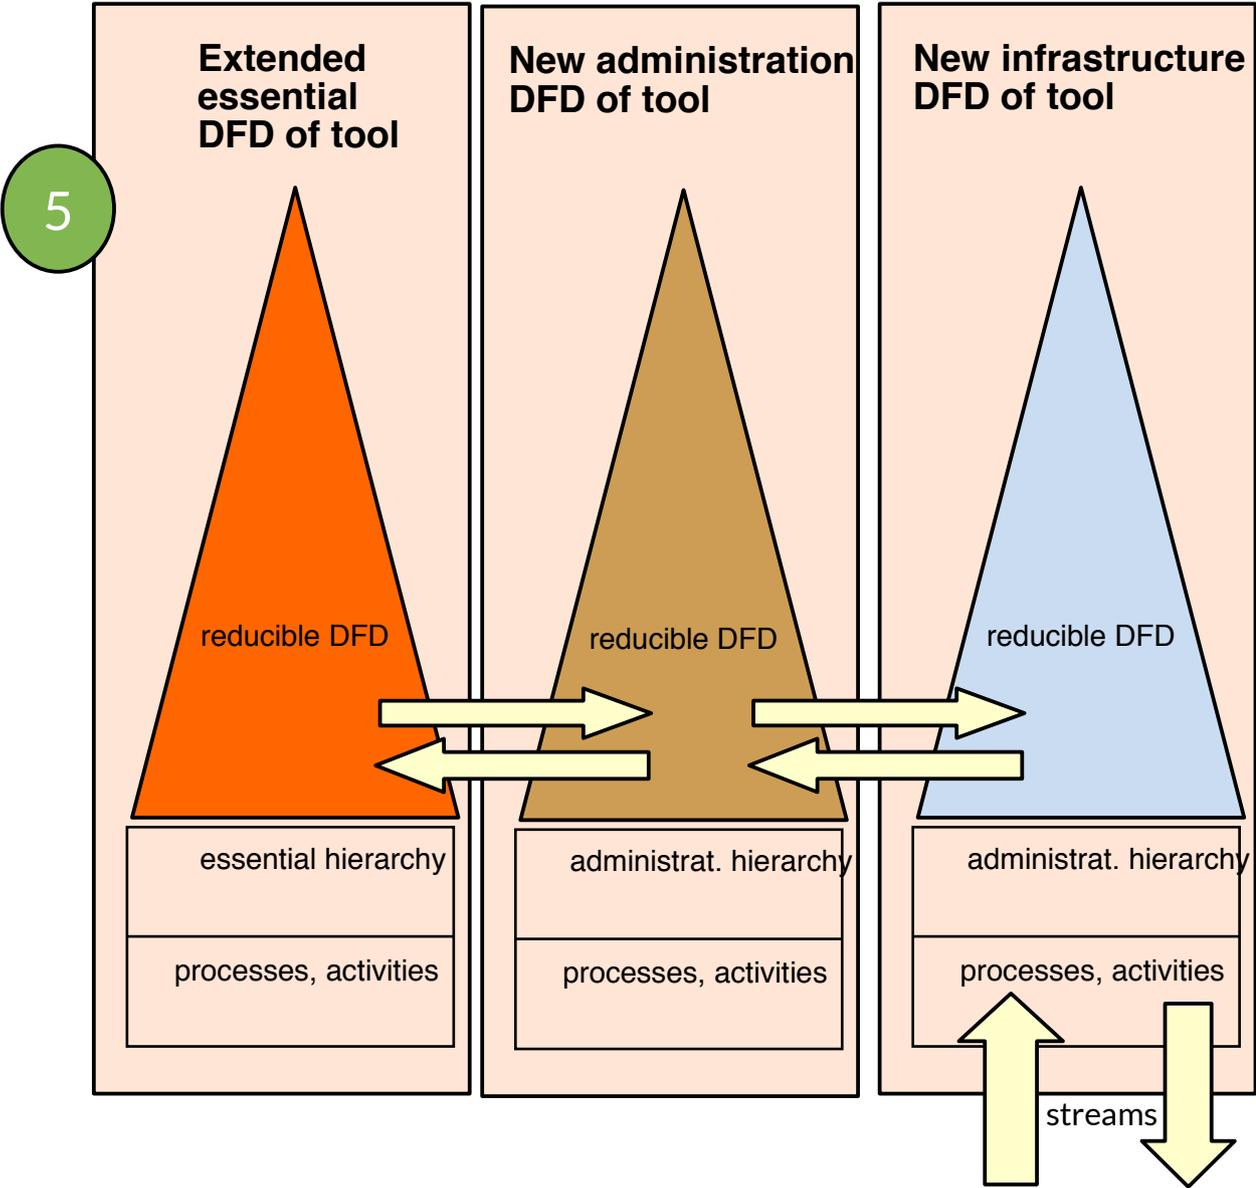 Extended
essential
DFD of tool
New administration
DFD of tool
New infrastructure
DFD of tool
5
reducible DFD
reducible DFD
reducible DFD
essential hierarchy
administrat. hierarchy
administrat. hierarchy
processes, activities
processes, activities
processes, activities
streams